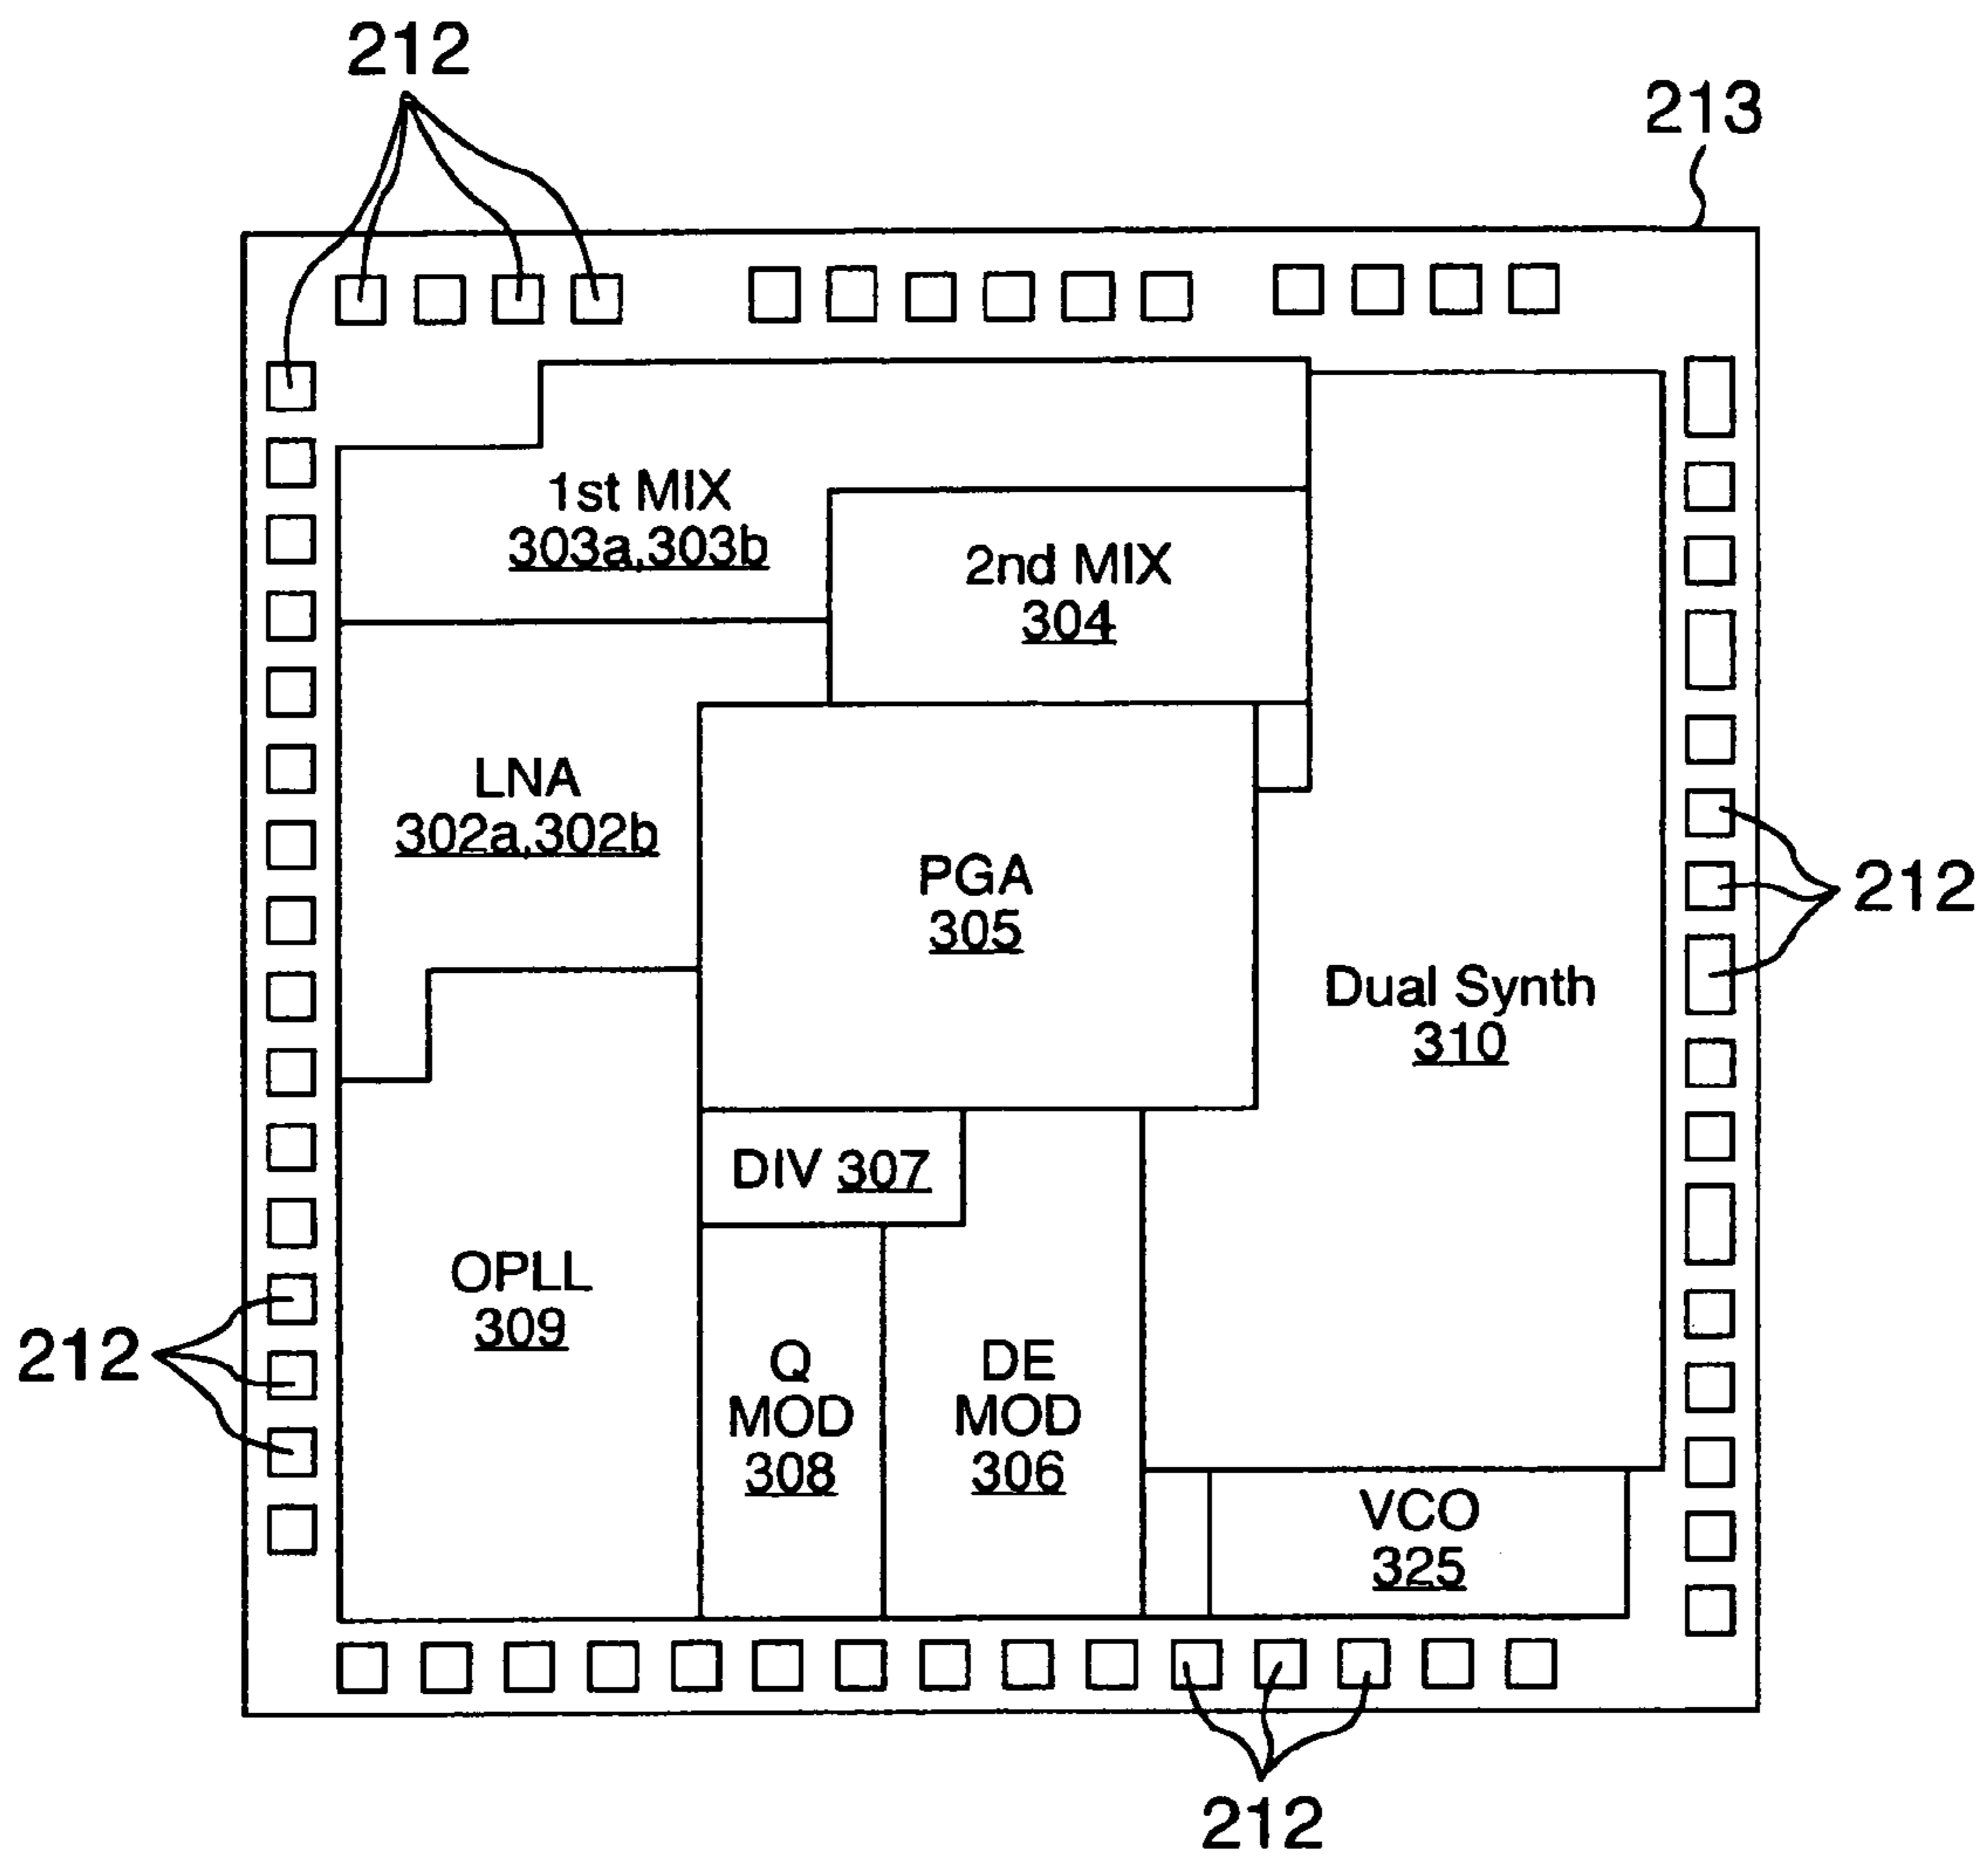 212
213
1st MIX
303a,303b
2nd MIX
304
LNA
302a,302b
PGA
305
212
Dual Synth
310
DIV 307
OPLL
309
212
Q
MOD
308
DE
MOD
306
VCO
325
212